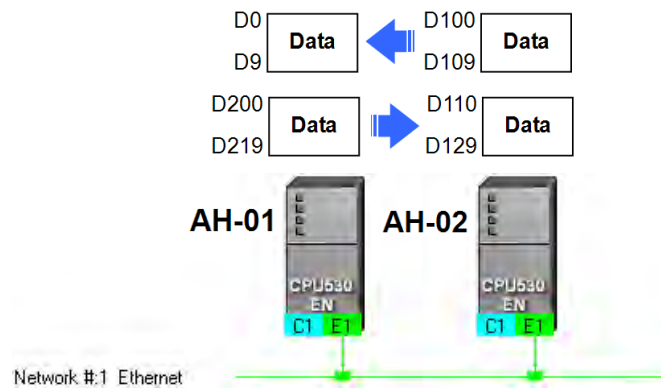 D0
Data
D9
D100
Data
D109
D200
Data
D219
D110
Data
D129
AH-01
AH-02
CPU530
EN
C1 E1
CPU530
EN
C1 E1
Network #:1 Ethernet